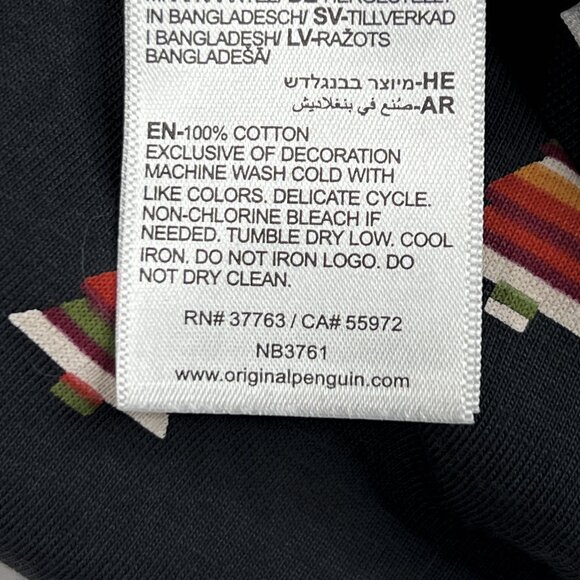 IN BANGLADESCH/ SV-TILLVERKAD
I BANGLADESH/ LV-RAŽOTS
BANGLADEŠĀ/
HE-מיוצר בבנגלדש
AR-صُنع في بنغلاديش
EN-100% COTTON
EXCLUSIVE OF DECORATION
MACHINE WASH COLD WITH
LIKE COLORS. DELICATE CYCLE.
NON-CHLORINE BLEACH IF
NEEDED. TUMBLE DRY LOW. COOL
IRON. DO NOT IRON LOGO. DO
NOT DRY CLEAN.
RN# 37763 / CA# 55972
NB3761
www.originalpenguin.com